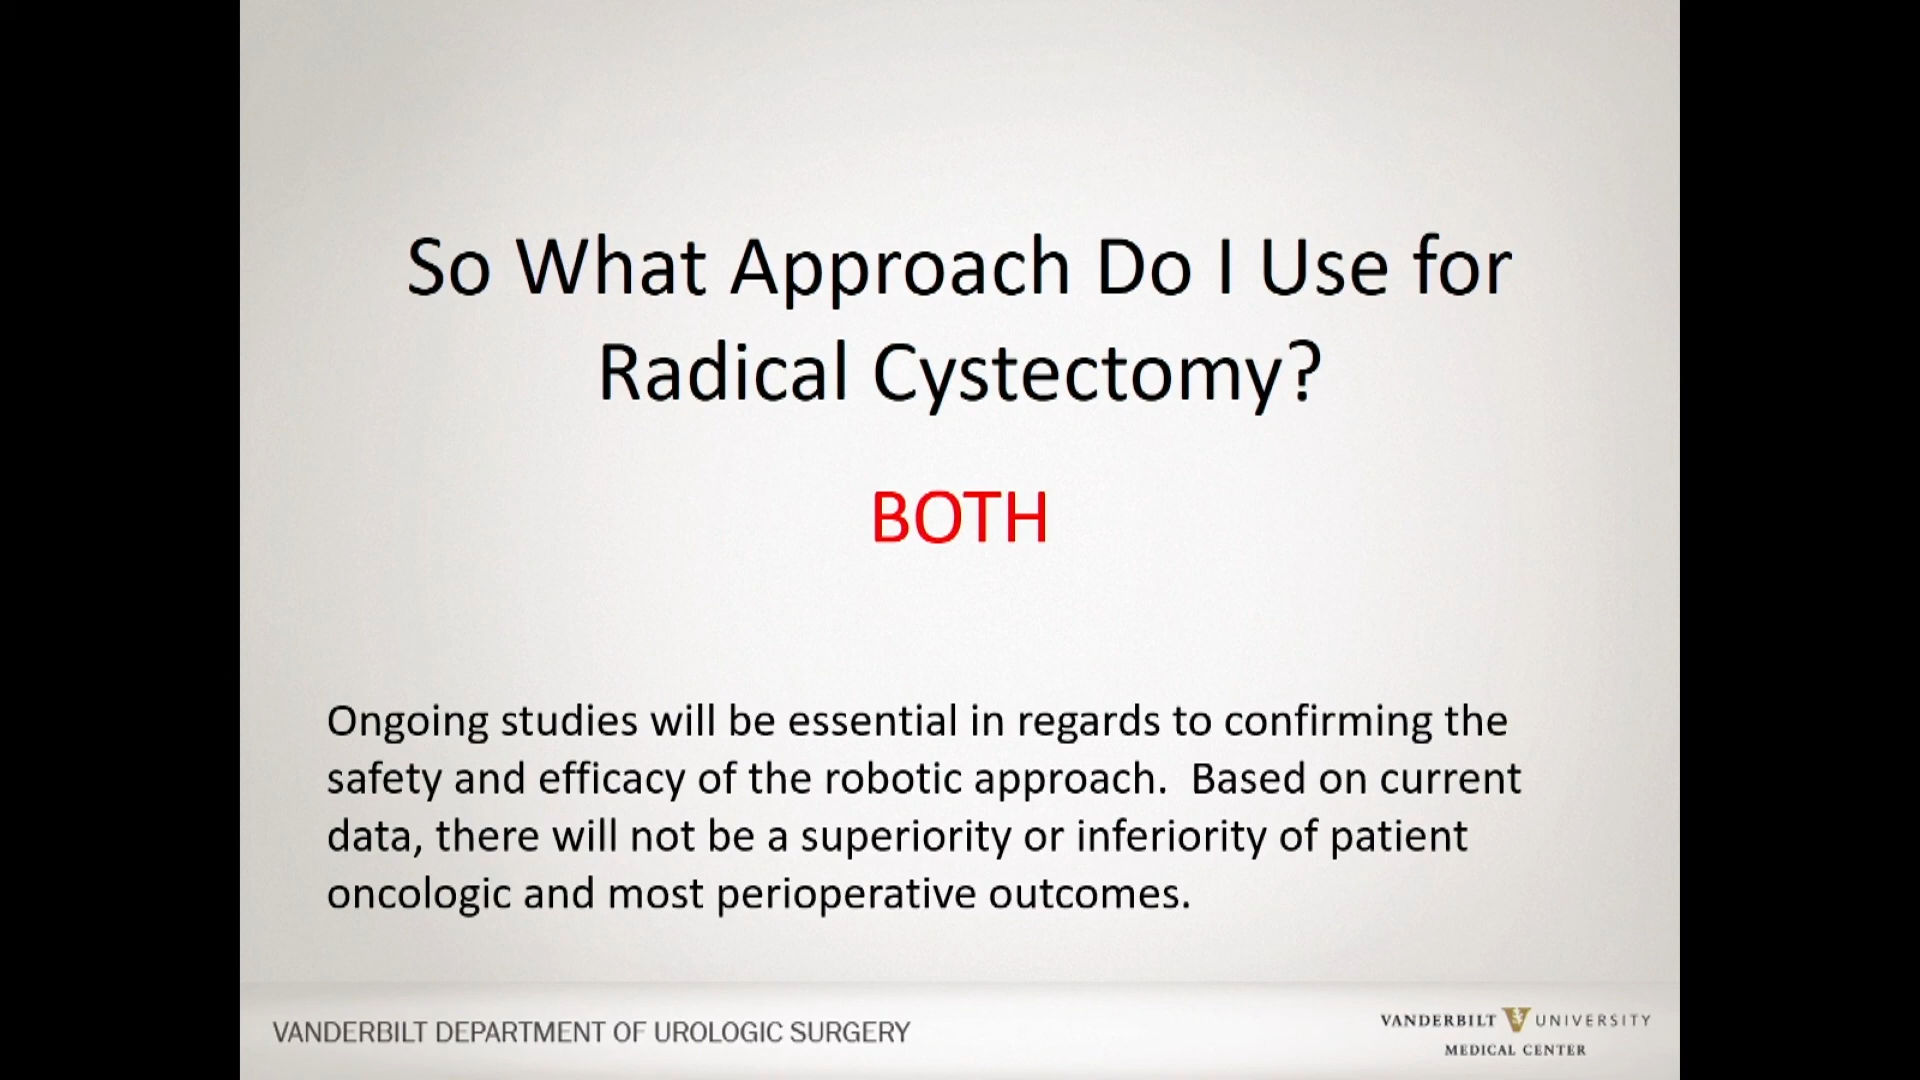 So What Approach Do I Use for
Radical Cystectomy?
BOTH
Ongoing studies will be essential in regards to confirming the
safety and efficacy of the robotic approach.  Based on current
data, there will not be a superiority or inferiority of patient
oncologic and most perioperative outcomes.
VANDERBILT DEPARTMENT OF UROLOGIC SURGERY
VANDERBILT UNIVERSITY
MEDICAL CENTER